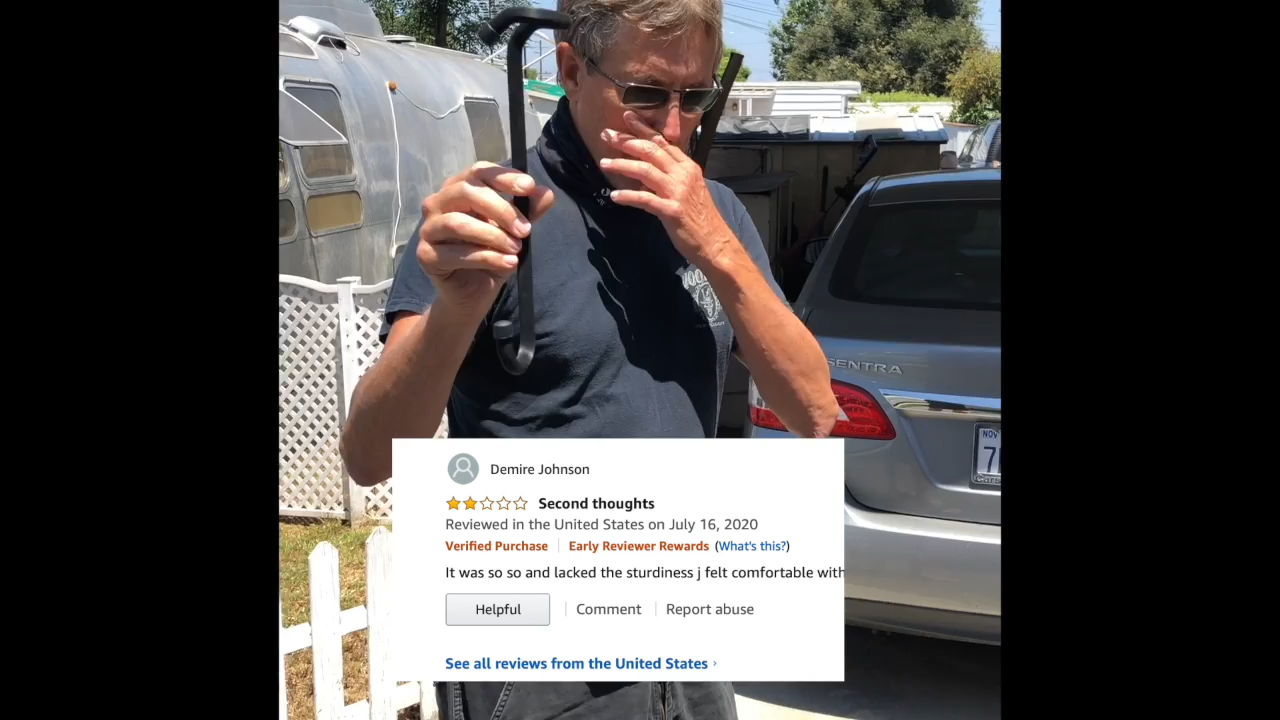 SENTRA
NOV
7
Demire Johnson
Second thoughts
Reviewed in the United States on July 16, 2020
Verified Purchase Early Reviewer Rewards (What's this?)
It was so so and lacked the sturdiness j felt comfortable with
Helpful Comment Report abuse
See all reviews from the United States ›